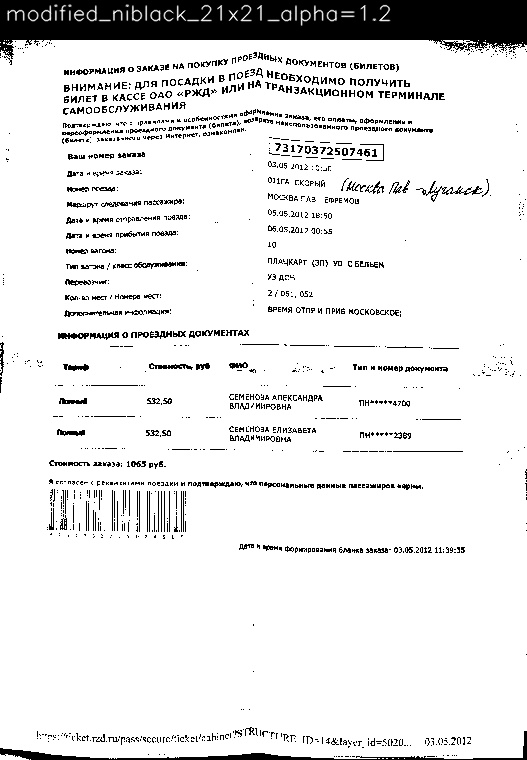 modified_niblack_21x21_alpha=1.2
ИНФОРМАЦИЯ О ЗАКАЗЕ НА ПОКУПКУ ПРОЕЗДНЫХ ДОКУМЕНТОВ (БИЛЕТОВ)
ВНИМАНИЕ: ДЛЯ ПОСАДКИ В ПОЕЗД НЕОБХОДИМО ПОЛУЧИТЬ
БИЛЕТ В КАССЕ ОАО «РЖД» ИЛИ НА ТРАНЗАКЦИОННОМ ТЕРМИНАЛЕ
САМООБСЛУЖИВАНИЯ
Подтверждаю что с правилами и особенностями оформления заказа, его оплаты, оформления и
переоформления проездного документа (билета), возврата неиспользованного проездного документа
(билета), заказанного через Интернет, ознакомлен.
Ваш номер заказа 73170372507461
Дата и время заказа: 03.05.2012
Номер поезда: 011ГА СКОРЫЙ (Москва Пав - Луганск)
Маршрут следования пассажира: МОСКВА ПАВ ЕФРЕМОВ
Дата и время отправления поезда: 05.05.2012 18:50
Дата и время прибытия поезда: 06.05.2012 00:55
Номер вагона: 10
Тип вагона / класс обслуживания: ПЛАЦКАРТ (ЗП) УО С БЕЛЬЕМ
Перевозчик: УЗ ДОН
Кол-во мест / Номера мест: 2 / 051, 052
Дополнительная информация: ВРЕМЯ ОТПР И ПРИБ МОСКОВСКОЕ;
ИНФОРМАЦИЯ О ПРОЕЗДНЫХ ДОКУМЕНТАХ
Тариф Стоимость, руб ФИО Тип и номер документа
Полный 532,50 СЕМЕНОВА АЛЕКСАНДРА ВЛАДИМИРОВНА ПН*****4700
Полный 532,50 СЕМЕНОВА ЕЛИЗАВЕТА ВЛАДИМИРОВНА ПН*****2389
Стоимость заказа: 1065 руб.
Я согласен с реквизитами поездки и подтверждаю, что персональные данные пассажиров верны.
Дата и время формирования бланка заказа: 03.05.2012 11:39:35
https://ticket.rzd.ru/pass/secure/ticket/cabinet?STRUCTURE_ID=14&layer_id=5020... 03.05.2012